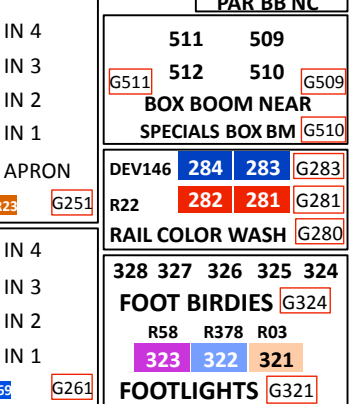 PAR BB NC
IN 4
IN 3
IN 2
IN 1
APRON
R23 G251
IN 4
IN 3
IN 2
IN 1
G261
511 509
G511 512 510 G509
BOX BOOM NEAR
SPECIALS BOX BM G510
DEV146 284 283 G283
R22 282 281 G281
RAIL COLOR WASH G280
328 327 326 325 324
FOOT BIRDIES G324
R58 R378 R03
323 322 321
FOOTLIGHTS G321